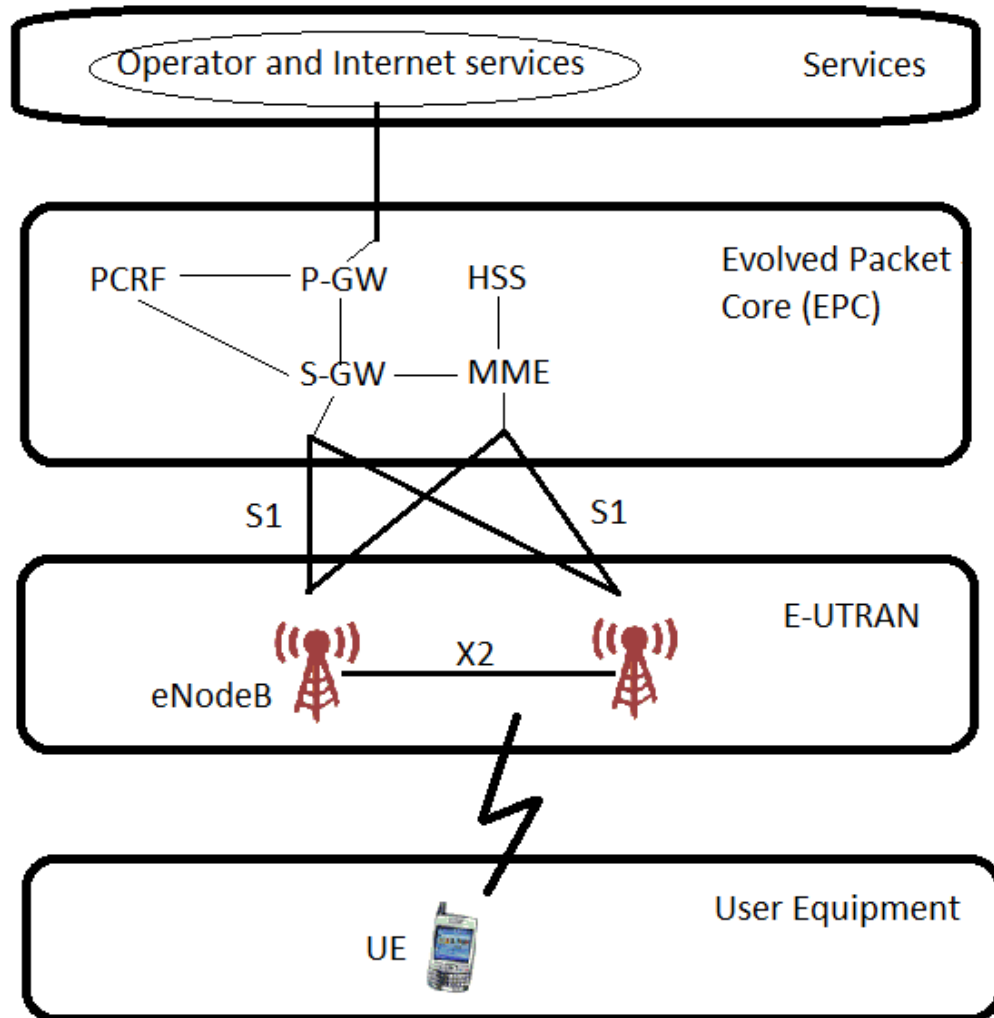 Operator and Internet services
Services
PCRF
P-GW
HSS
Evolved Packet
Core (EPC)
S-GW
MME
S1
S1
E-UTRAN
X2
eNodeB
User Equipment
UE